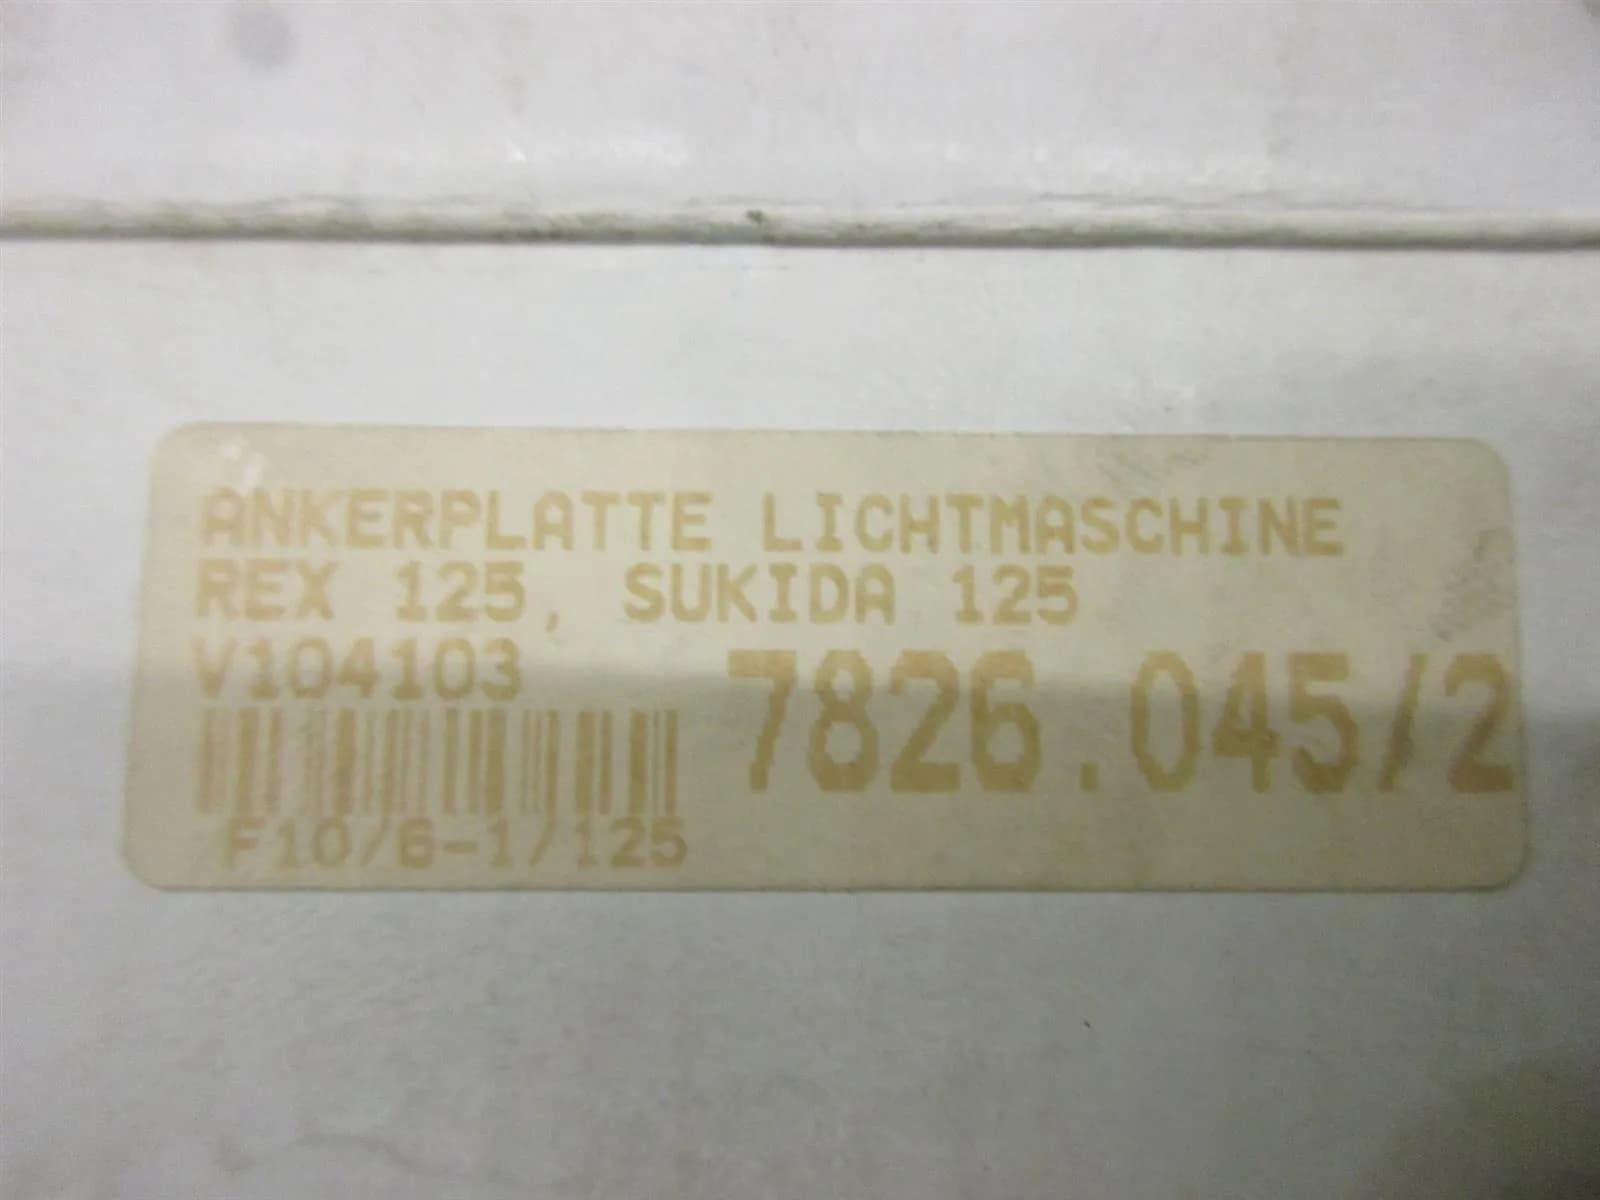 ANKERPLATTE LICHTMASCHINE
REX 125, SUKIDA 125
V104103
7826.045/2
F10/6-1/125